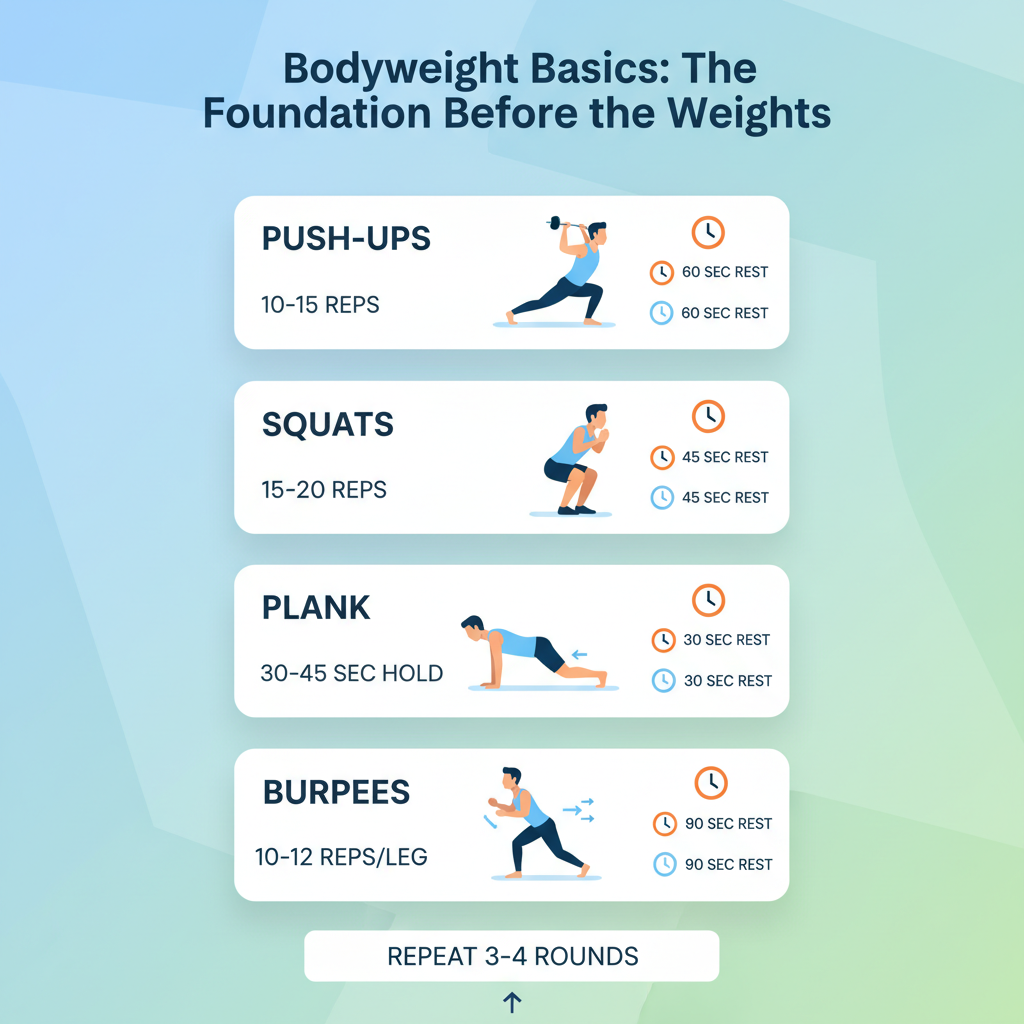 Bodyweight Basics: The
Foundation Before the Weights
PUSH-UPS
10-15 REPS
60 SEC REST
60 SEC REST
SQUATS
15-20 REPS
45 SEC REST
45 SEC REST
PLANK
30-45 SEC HOLD
30 SEC REST
30 SEC REST
BURPEES
10-12 REPS/LEG
90 SEC REST
90 SEC REST
REPEAT 3-4 ROUNDS